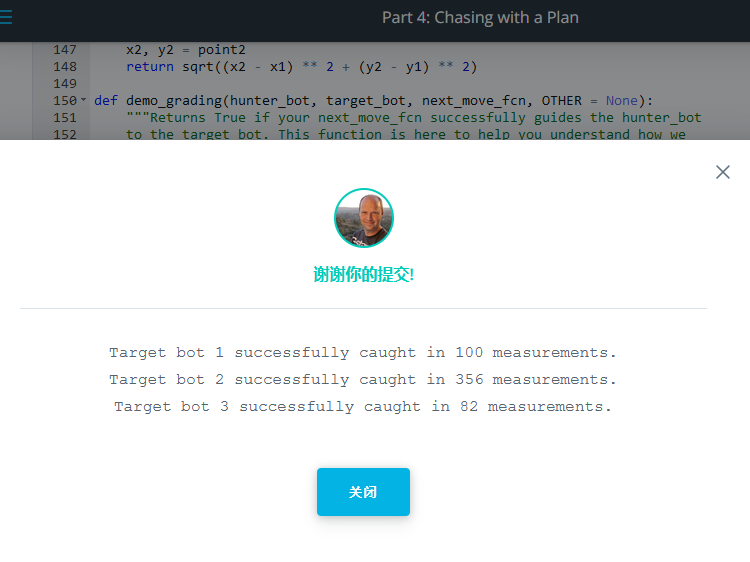 Part 4: Chasing with a Plan
147 x2, y2 = point2
148 return sqrt((x2 - x1) ** 2 + (y2 - y1) ** 2)
149
150 def demo_grading(hunter_bot, target_bot, next_move_fcn, OTHER = None):
151 """Returns True if your next_move_fcn successfully guides the hunter_bot
152 to the target bot. This function is here to help you understand how we
谢谢你的提交!
Target bot 1 successfully caught in 100 measurements.
Target bot 2 successfully caught in 356 measurements.
Target bot 3 successfully caught in 82 measurements.
关闭